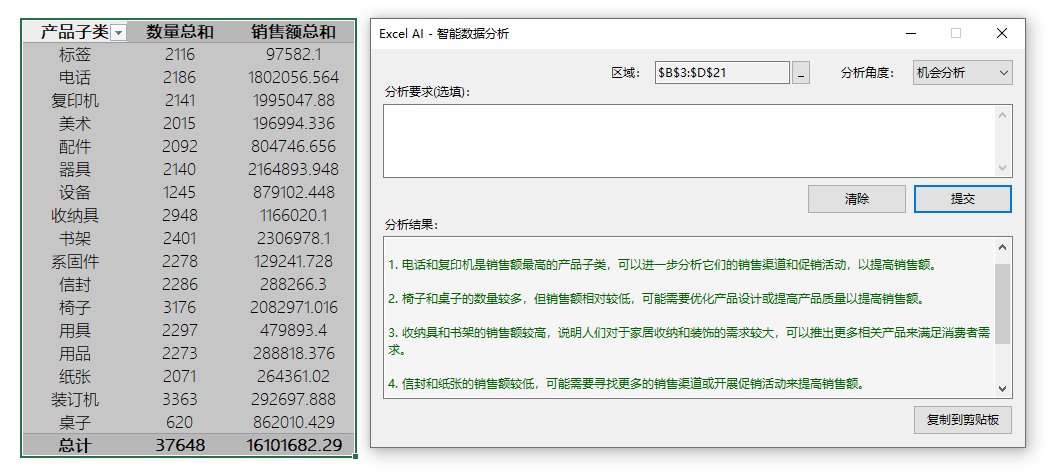 产品子类 数量总和 销售额总和
标签 2116 97582.1
电话 2186 1802056.564
复印机 2141 1995047.88
美术 2015 196994.336
配件 2092 804746.656
器具 2140 2164893.948
设备 1245 879102.448
收纳具 2948 1166020.1
书架 2401 2306978.1
系固件 2278 129241.728
信封 2286 288266.3
椅子 3176 2082971.016
用具 2297 479893.4
用品 2273 288818.376
纸张 2071 264361.02
装订机 3363 292697.888
桌子 620 862010.429
总计 37648 16101682.29
Excel AI - 智能数据分析
区域： $B$3:$D$21 _ 分析角度： 机会分析
分析要求(选填)：
清除 提交
分析结果：
1. 电话和复印机是销售额最高的产品子类，可以进一步分析它们的销售渠道和促销活动，以提高销售额。
2. 椅子和桌子的数量较多，但销售额相对较低，可能需要优化产品设计或提高产品质量以提高销售额。
3. 收纳具和书架的销售额较高，说明人们对于家居收纳和装饰的需求较大，可以推出更多相关产品来满足消费者需
求。
4. 信封和纸张的销售额较低，可能需要寻找更多的销售渠道或开展促销活动来提高销售额。
复制到剪贴板